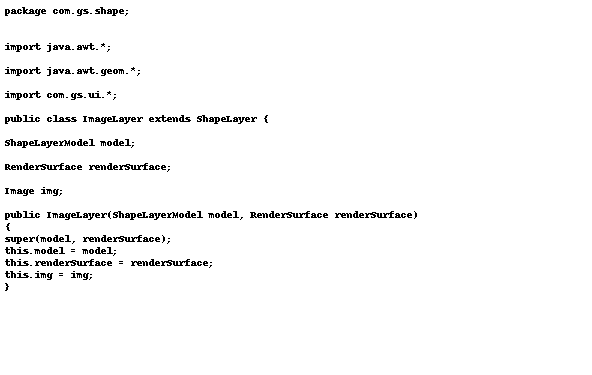 package com.gs.shape;
import java.awt.*;
import java.awt.geom.*;
import com.gs.ui.*;
public class ImageLayer extends ShapeLayer {
ShapeLayerModel model;
RenderSurface renderSurface;
Image img;
public ImageLayer(ShapeLayerModel model, RenderSurface renderSurface)
{
super(model, renderSurface);
this.model = model;
this.renderSurface = renderSurface;
this.img = img;
}